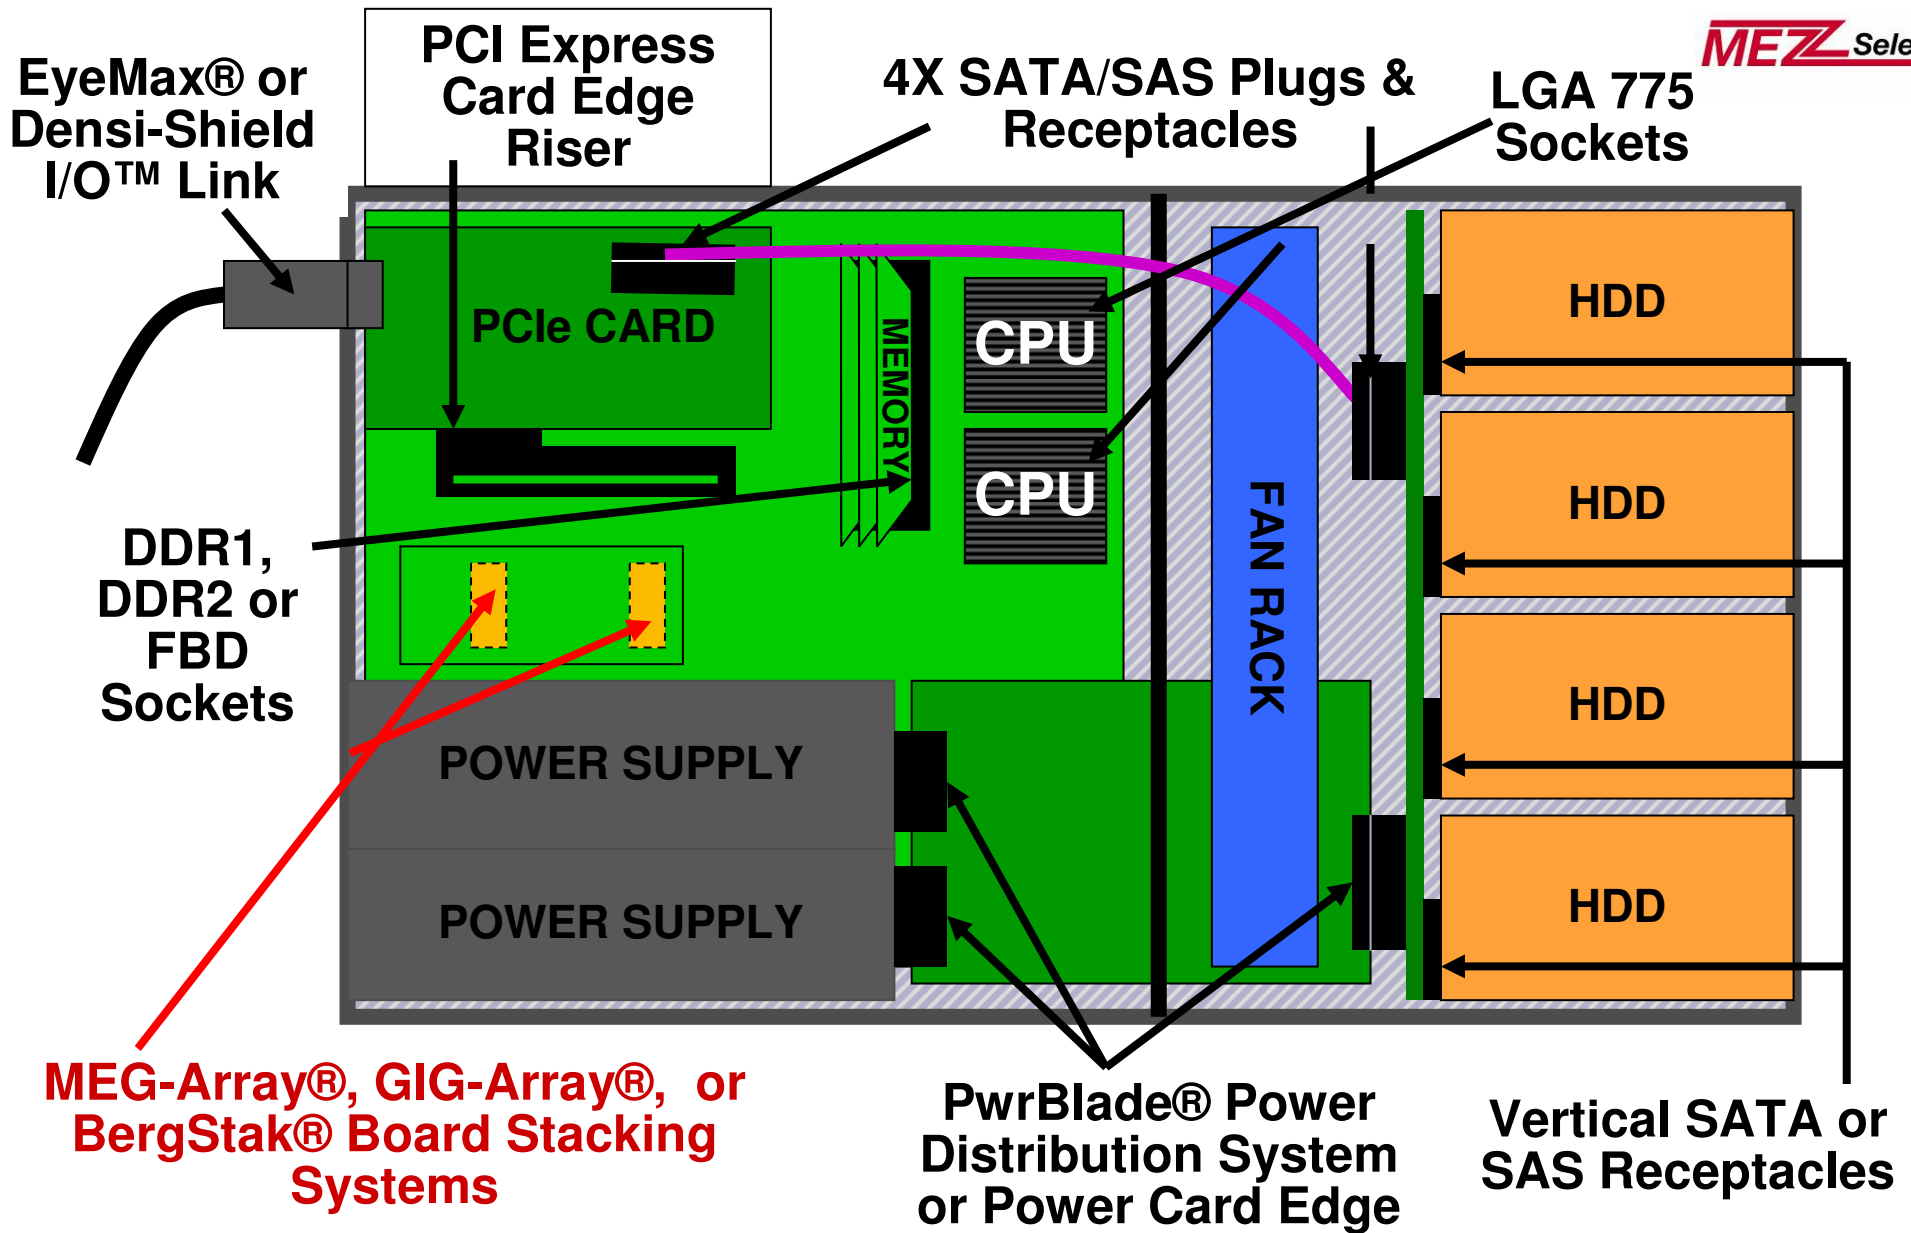 PCI Express
Card Edge
Riser
EyeMax® or
Densi-Shield
I/O™ Link
4X SATA/SAS Plugs &
Receptacles
LGA 775
Sockets
MEZZ Sele
PCIe CARD
MEMORY
CPU
CPU
FAN RACK
HDD
HDD
HDD
HDD
DDR1,
DDR2 or
FBD
Sockets
POWER SUPPLY
POWER SUPPLY
MEG-Array®, GIG-Array®, or
BergStak® Board Stacking
Systems
PwrBlade® Power
Distribution System
or Power Card Edge
Vertical SATA or
SAS Receptacles